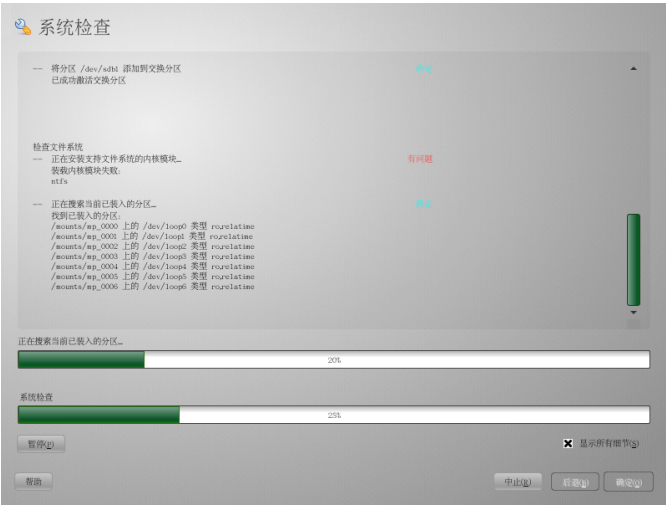 系统检查
-- 将分区 /dev/sdb1 添加到交换分区
已成功激活交换分区
检查文件系统
-- 正在安装支持文件系统的内核模块… 有问题
装载内核模块失败:
ntfs
-- 正在搜索当前已装入的分区…
找到已装入的分区:
/mounts/mp_0000 上的 /dev/loop0 类型 ro,relatime
/mounts/mp_0001 上的 /dev/loop1 类型 ro,relatime
/mounts/mp_0002 上的 /dev/loop2 类型 ro,relatime
/mounts/mp_0003 上的 /dev/loop3 类型 ro,relatime
/mounts/mp_0004 上的 /dev/loop4 类型 ro,relatime
/mounts/mp_0005 上的 /dev/loop5 类型 ro,relatime
/mounts/mp_0006 上的 /dev/loop6 类型 ro,relatime
正在搜索当前已装入的分区…
20%
系统检查
25%
暂停(P)
显示所有细节(S)
帮助 中止(R) 后退(B) 确定(O)